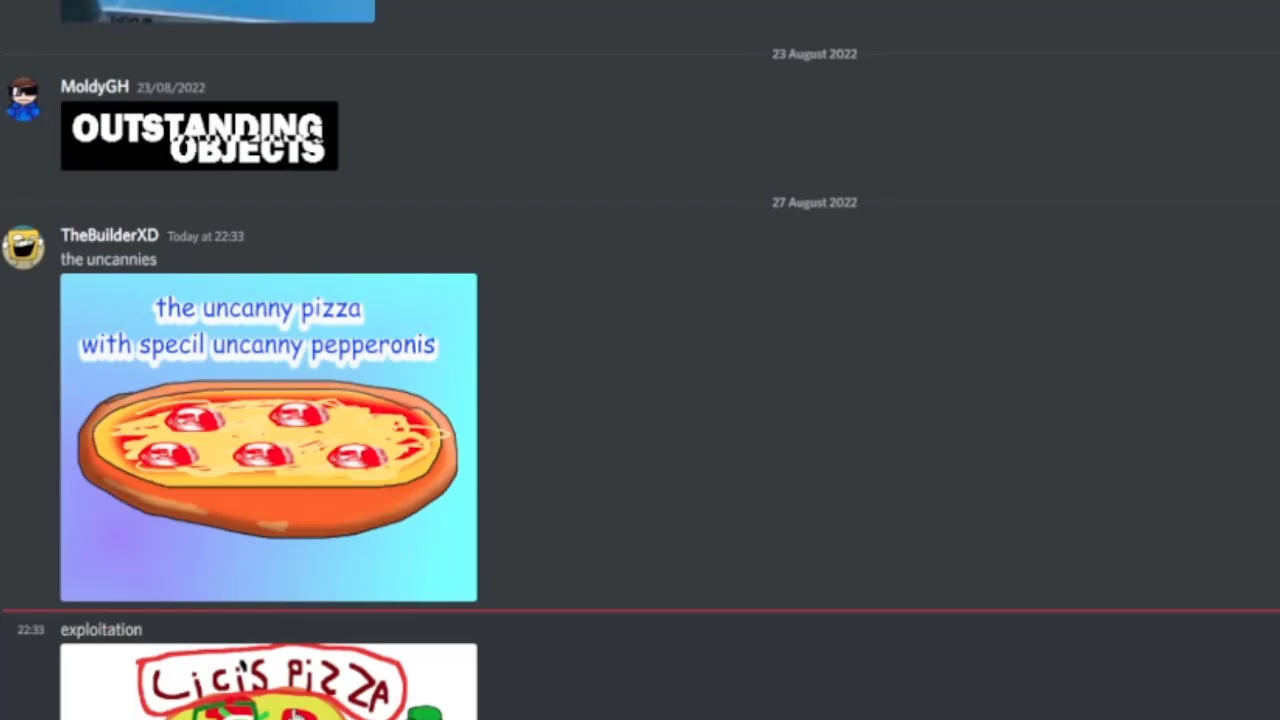 23 August 2022
MoldyGH 23/08/2022
OUTSTANDING
OBJECTS
27 August 2022
TheBuilderXD Today at 22:33
the uncannies
the uncanny pizza
with specil uncanny pepperonis
22:33 exploitation
Lici's PizzA